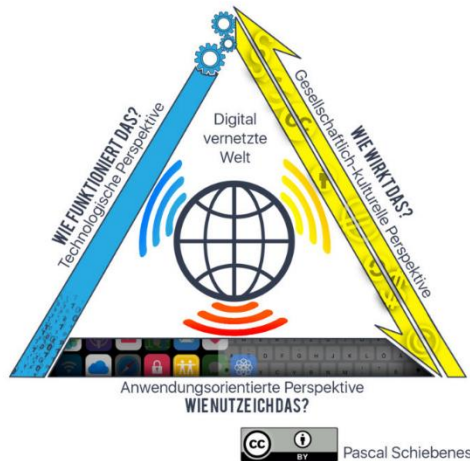 Digital
vernetzte
Welt
WIE FUNKTIONIERT DAS?
Technologische Perspektive
WIE WIRKT DAS?
Gesellschaftlich-kulturelle Perspektive
Anwendungsorientierte Perspektive
WIE NUTZE ICH DAS?
cc
BY
Pascal Schiebenes